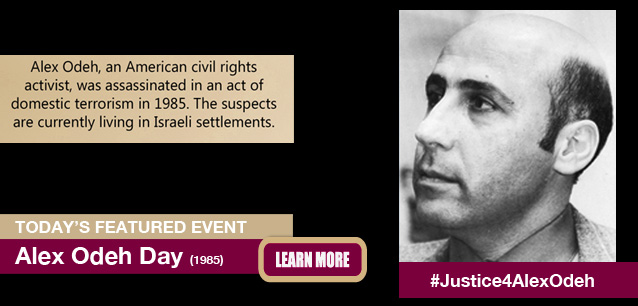 Alex Odeh, an American civil rights
activist, was assassinated in an act of
domestic terrorism in 1985. The suspects
are currently living in Israeli settlements.
TODAY'S FEATURED EVENT
Alex Odeh Day (1985)
LEARN MORE
#Justice4AlexOdeh